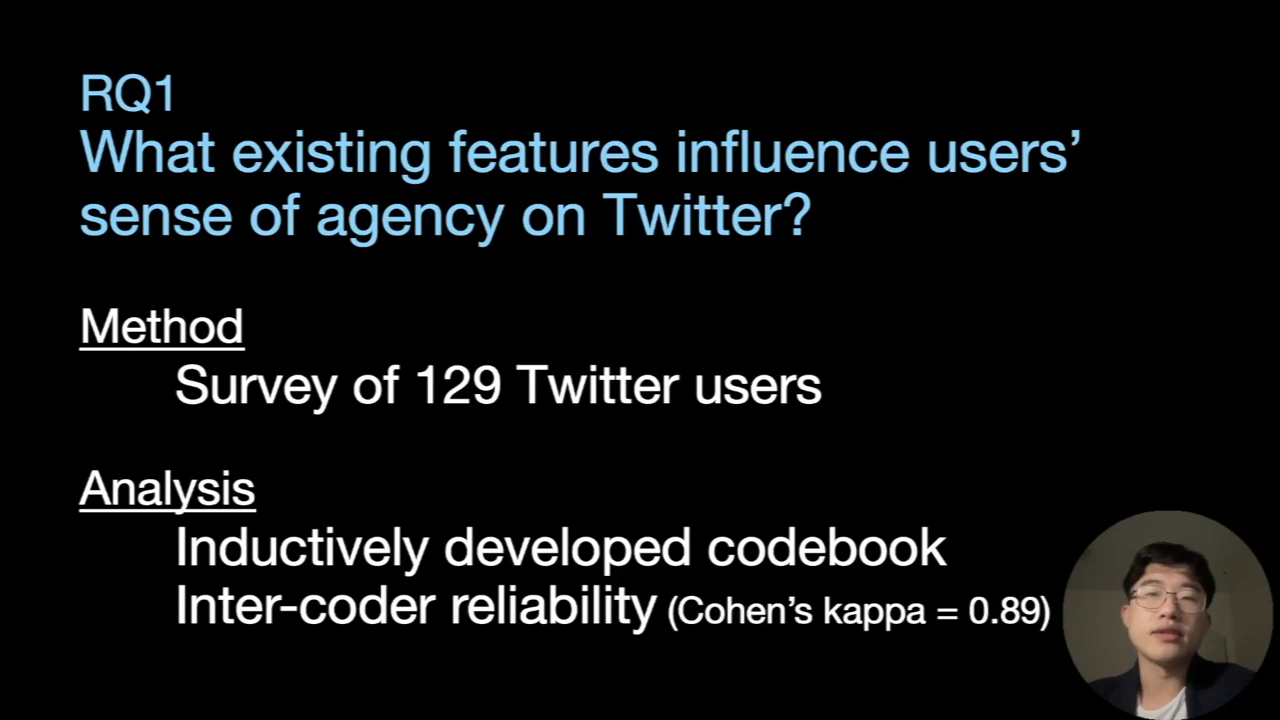 RQ1
What existing features influence users’
sense of agency on Twitter?
Method
Survey of 129 Twitter users
Analysis
Inductively developed codebook
Inter-coder reliability (Cohen’s kappa = 0.89)